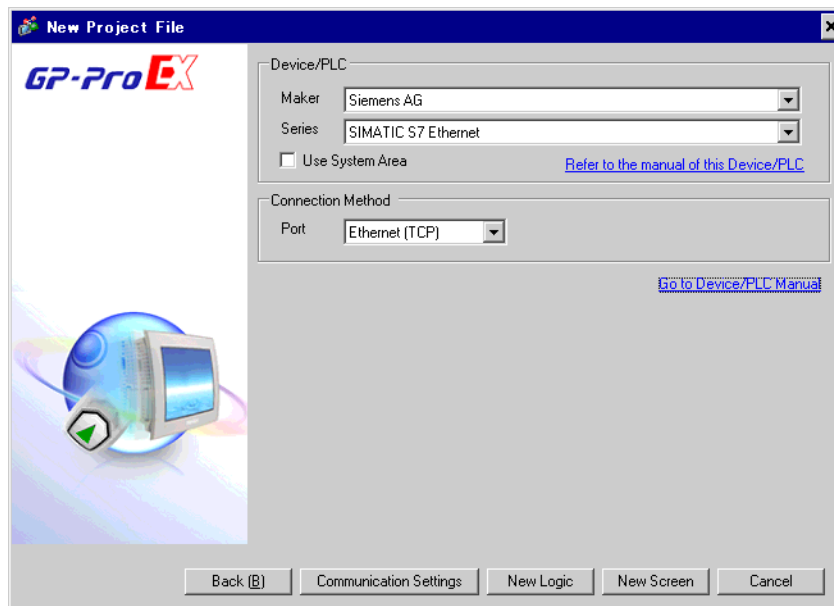 New Project File
GP-Pro EX
Device/PLC
Maker Siemens AG
Series SIMATIC S7 Ethernet
Use System Area Refer to the manual of this Device/PLC
Connection Method
Port Ethernet (TCP)
Go to Device/PLC Manual
Back (B) Communication Settings New Logic New Screen Cancel